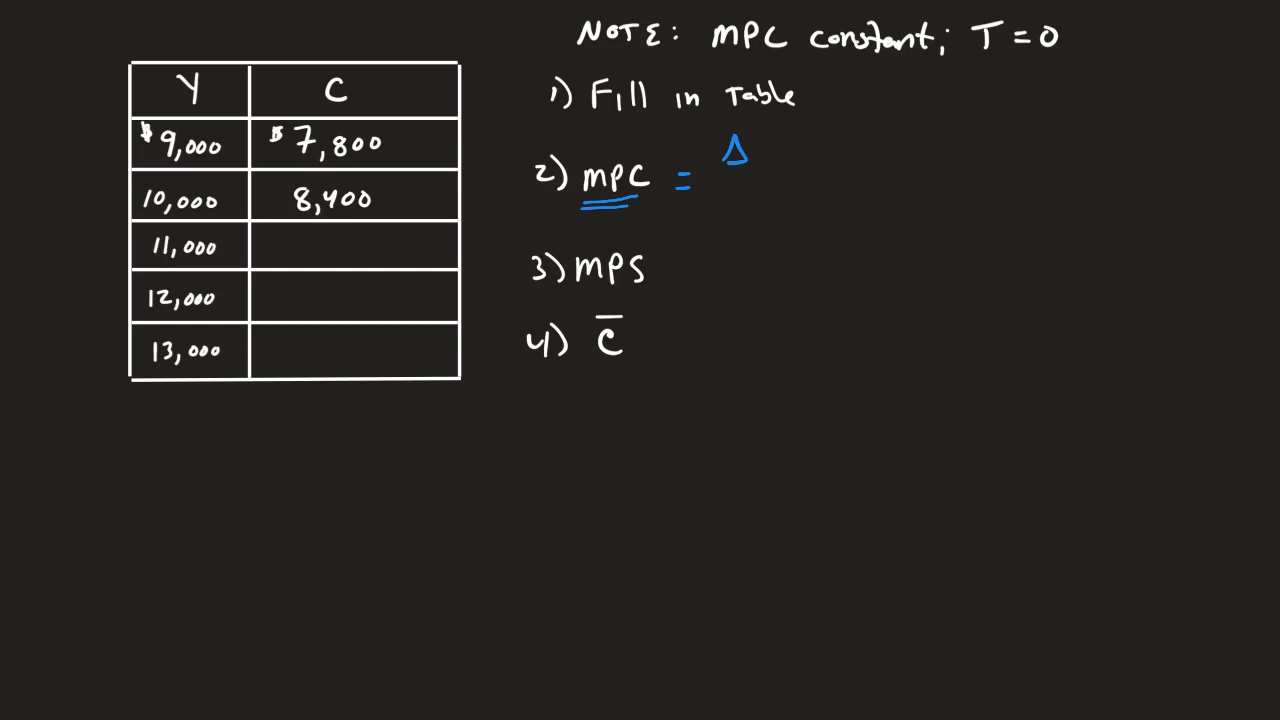 NOTE: MPC constant; T = 0
Y C
$9,000 $7,800
10,000 8,400
11,000
12,000
13,000
1) Fill in Table
2) MPC = Δ
3) MPS
4) C̅